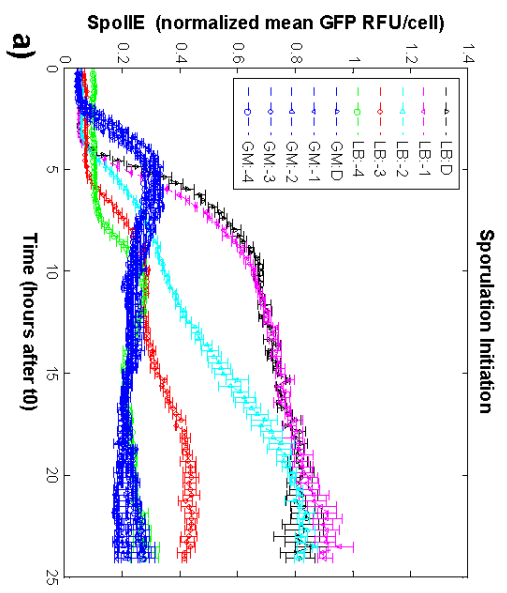 a)
Sporulation Initiation
SpoIIE (normalized mean GFP RFU/cell)
1.4
1.2
1
0.8
0.6
0.4
0.2
0
0
5
10
15
20
25
Time (hours after t0)
LB:D
LB:-1
LB:-2
LB:-3
LB:-4
GM:D
GM:-1
GM:-2
GM:-3
GM:-4